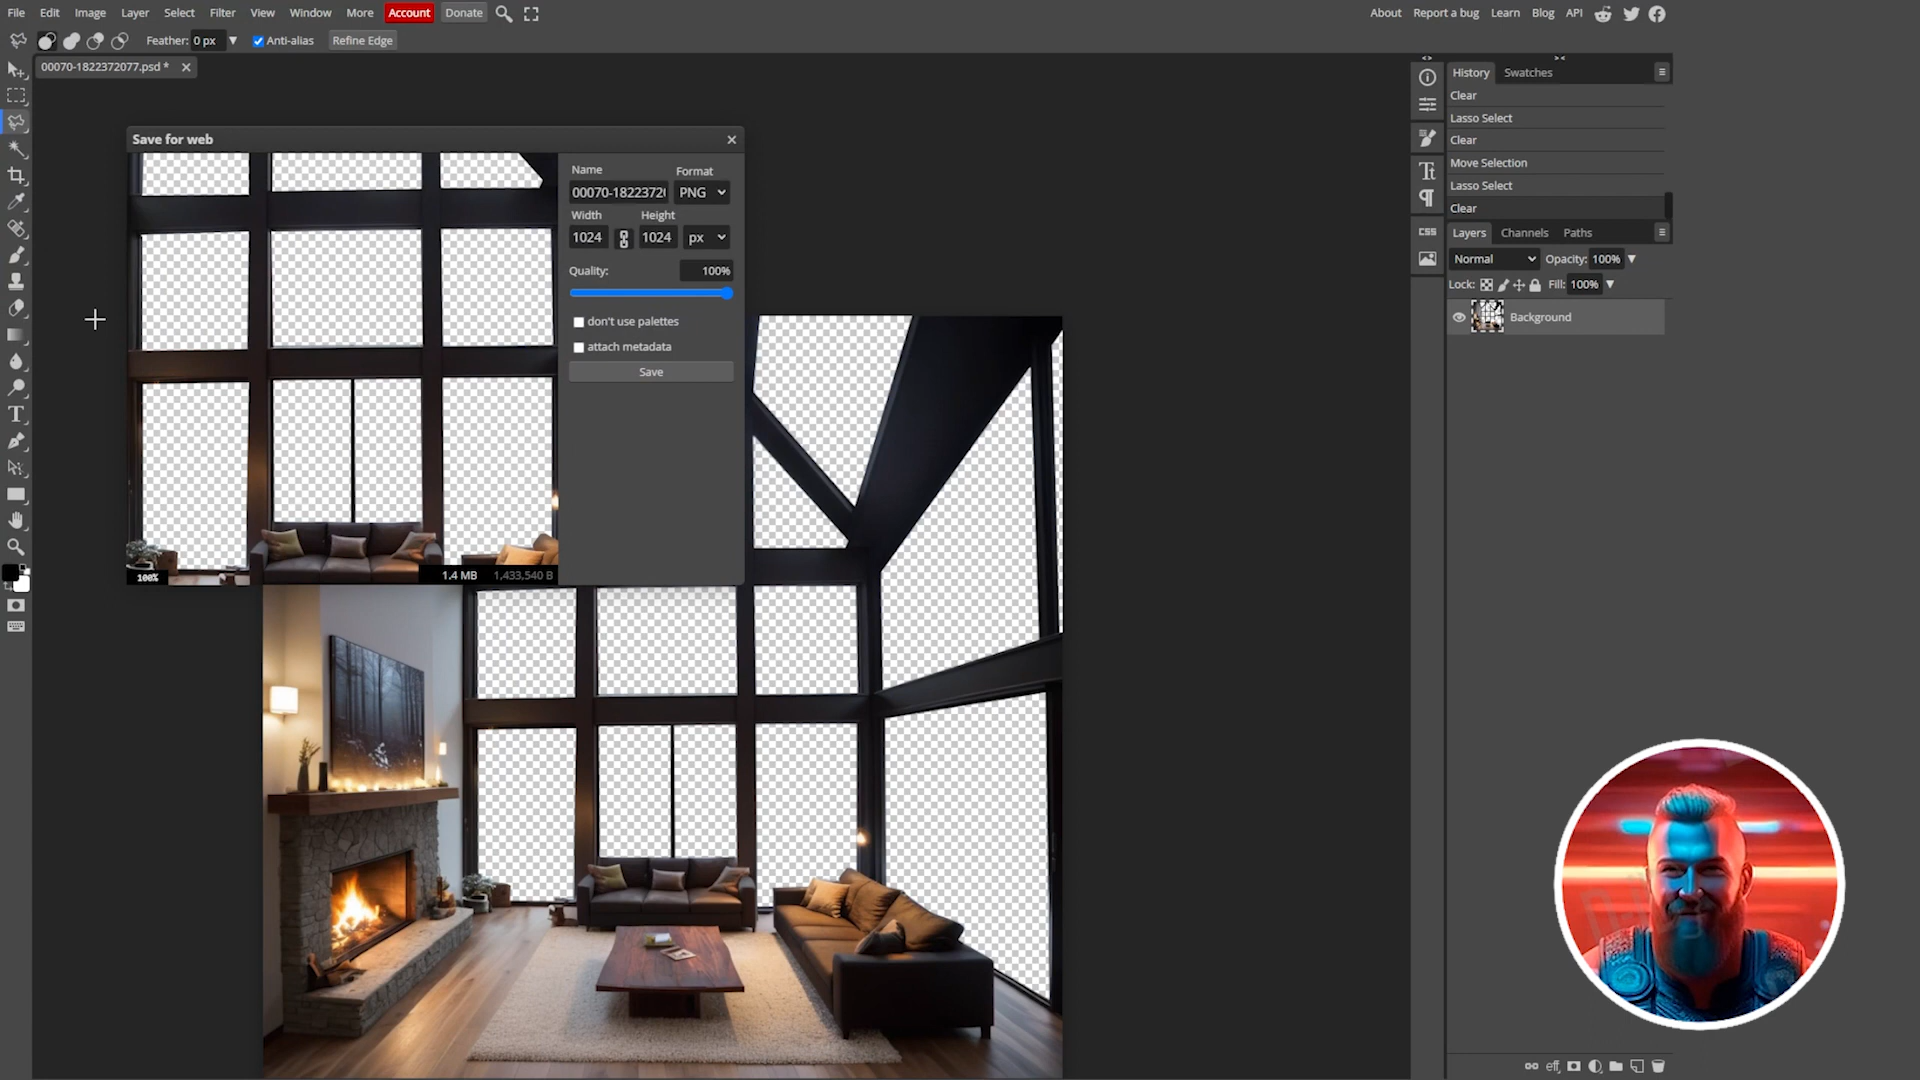 File Edit Image Layer Select Filter View Window More Account Donate
About Report a bug Learn Blog API
Feather: 0 px Anti-alias Refine Edge
00070-1822372077.psd *
Save for web
Name Format
00070-1822372 PNG
Width Height
1024 1024 px
Quality: 100%
don't use palettes
attach metadata
Save
100% 1.4 MB 1,433,540 B
CSS
History Swatches
Clear
Lasso Select
Clear
Move Selection
Lasso Select
Clear
Layers Channels Paths
Normal Opacity: 100%
Lock: Fill: 100%
Background
eff